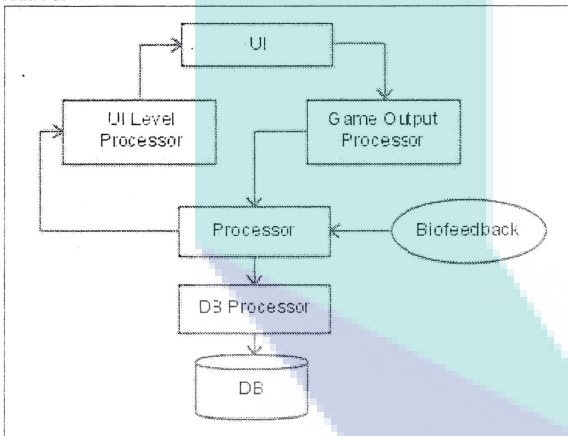 UI
UI Level
Processor
Game Output
Processor
Processor
Biofeedback
DB Processor
DB